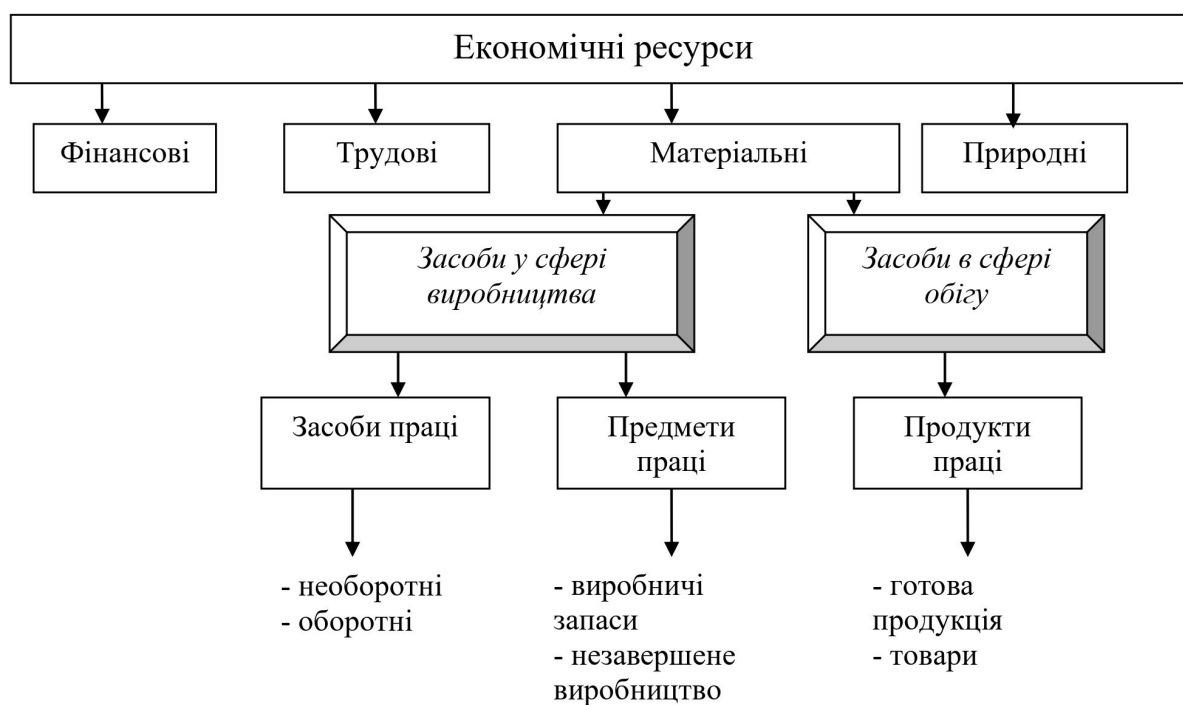 Економічні ресурси
Фінансові
Трудові
Матеріальні
Природні
Засоби у сфері
виробництва
Засоби в сфері
обігу
Засоби праці
Предмети
праці
Продукти
праці
- необоротні
- оборотні
- виробничі
запаси
- незавершене
виробництво
- готова
продукція
- товари